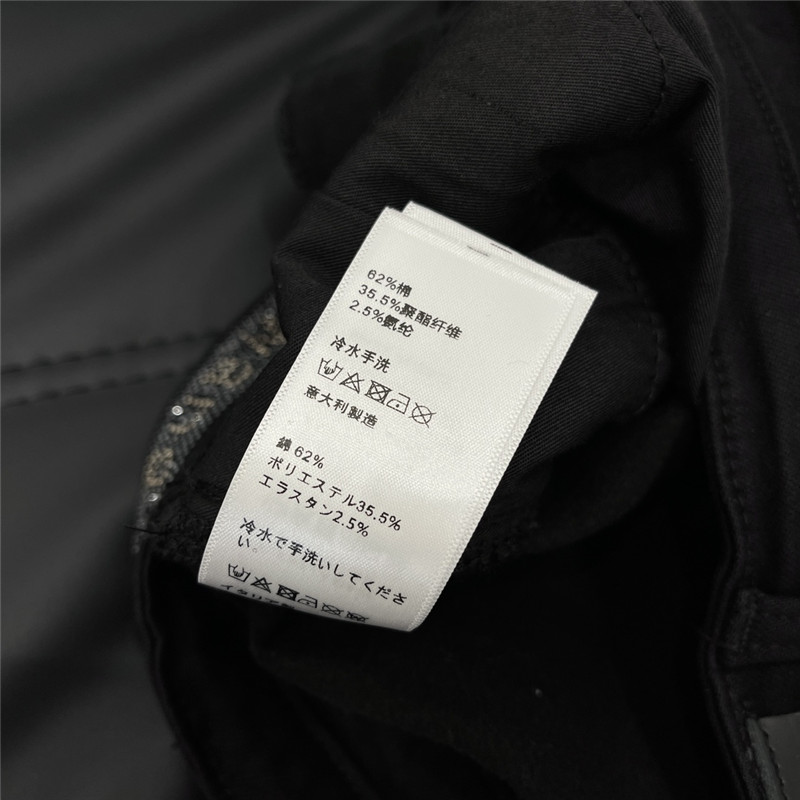 62%棉
35.5%聚酯纤维
2.5%氨纶
冷水手洗
意大利製造
綿 62%
ポリエステル35.5%
エラスタン2.5%
冷水で手洗いしてくださ
い。